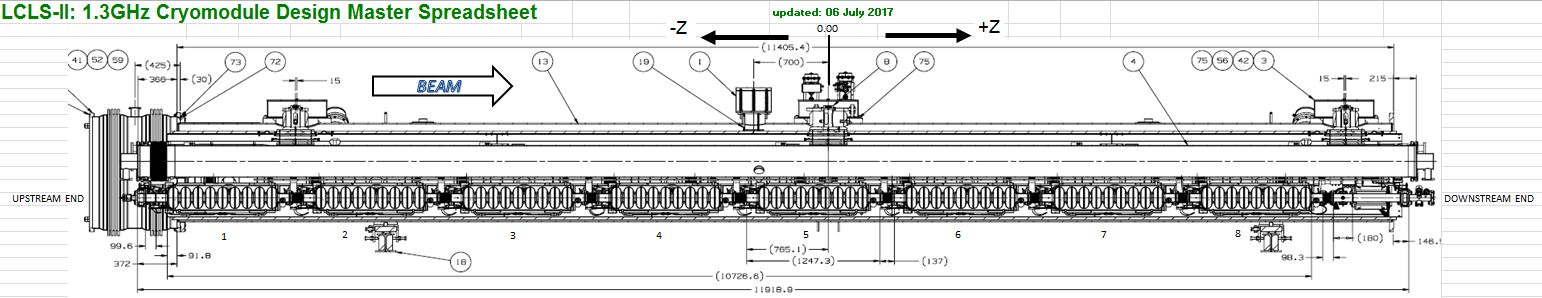 LCLS-II: 1.3GHz Cryomodule Design Master Spreadsheet
updated: 06 July 2017
-Z
0.00
+Z
(11405.4)
41 52 59
(425)
366
(30)
73
72
15
BEAM
13
19
1
(700)
8
75
4
75 56 42 3
15
215
UPSTREAM END
DOWNSTREAM END
1 2 3 4 5 6 7 8
99.6
372
91.8
18
(765.1)
(1247.3)
(137)
98.3
(180)
146.5
(10726.6)
11918.9